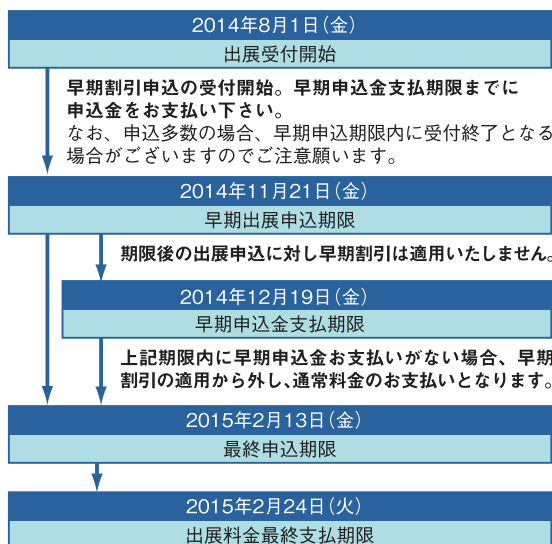 2014年8月1日（金）
出展受付開始
早期割引申込の受付開始。早期申込金支払期限までに
申込金をお支払い下さい。
なお、申込多数の場合、早期申込期限内に受付終了となる
場合がございますのでご注意願います。
2014年11月21日（金）
早期出展申込期限
期限後の出展申込に対し早期割引は適用いたしません。
2014年12月19日（金）
早期申込金支払期限
上記期限内に早期申込金お支払いがない場合、早期
割引の適用から外し、通常料金のお支払いとなります。
2015年2月13日（金）
最終申込期限
2015年2月24日（火）
出展料金最終支払期限